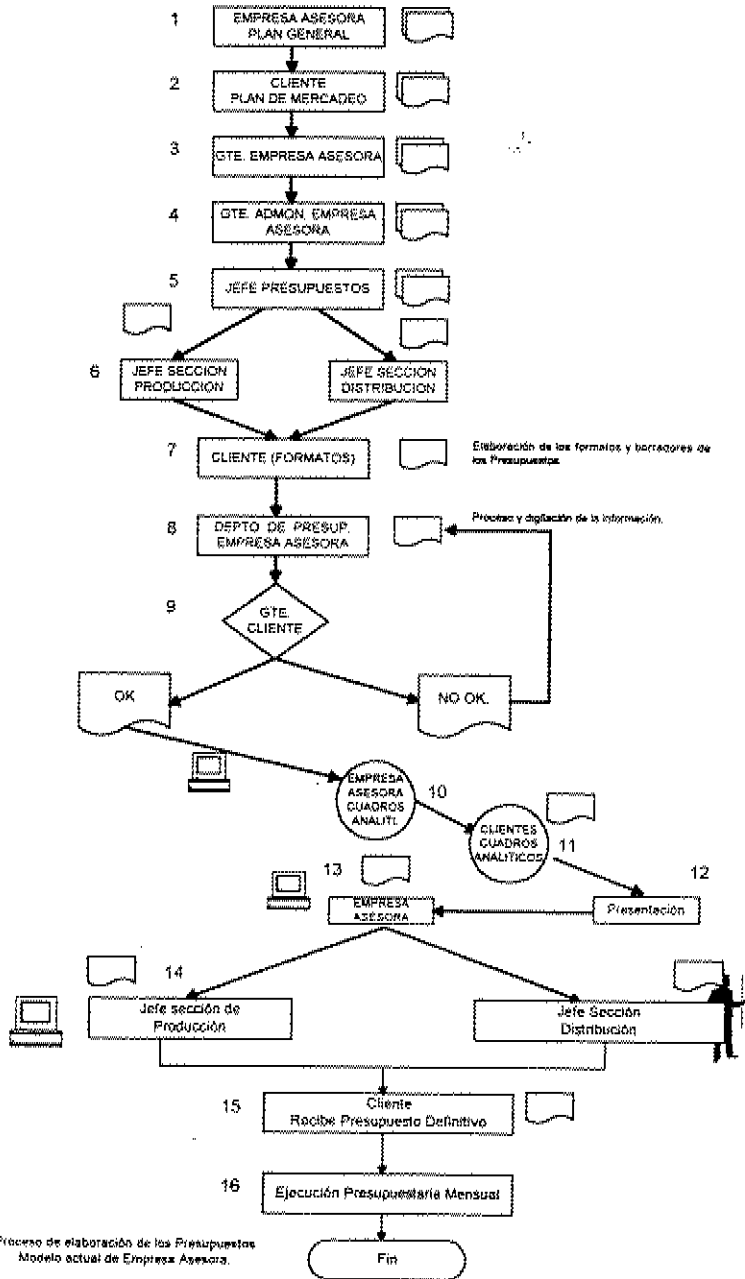 1
EMPRESA ASESORA
PLAN GENERAL
2
CLIENTE
PLAN DE MERCADEO
3
GTE. EMPRESA ASESORA
4
GTE. ADMON. EMPRESA
ASESORA
5
JEFE PRESUPUESTOS
6
JEFE SECCION
PRODUCCION
JEFE SECCION
DISTRIBUCION
7
CLIENTE (FORMATOS)
Elaboración de los formatos y borradores de
los Presupuestos
8
DEPTO DE PRESUP.
EMPRESA ASESORA
Proceso y digitación de la información.
9
GTE.
CLIENTE
OK
NO OK.
EMPRESA
ASESORA
CUADROS
ANALITI.
10
CLIENTES
CUADROS
ANALITICOS
11
12
Presentación
13
EMPRESA
ASESORA
14
Jefe sección de
Producción
Jefe Sección
Distribución
15
Cliente
Recibe Presupuesto Definitivo
16
Ejecución Presupuestaria Mensual
Proceso de elaboración de los Presupuestos
Modelo actual de Empresa Asesora.
Fin